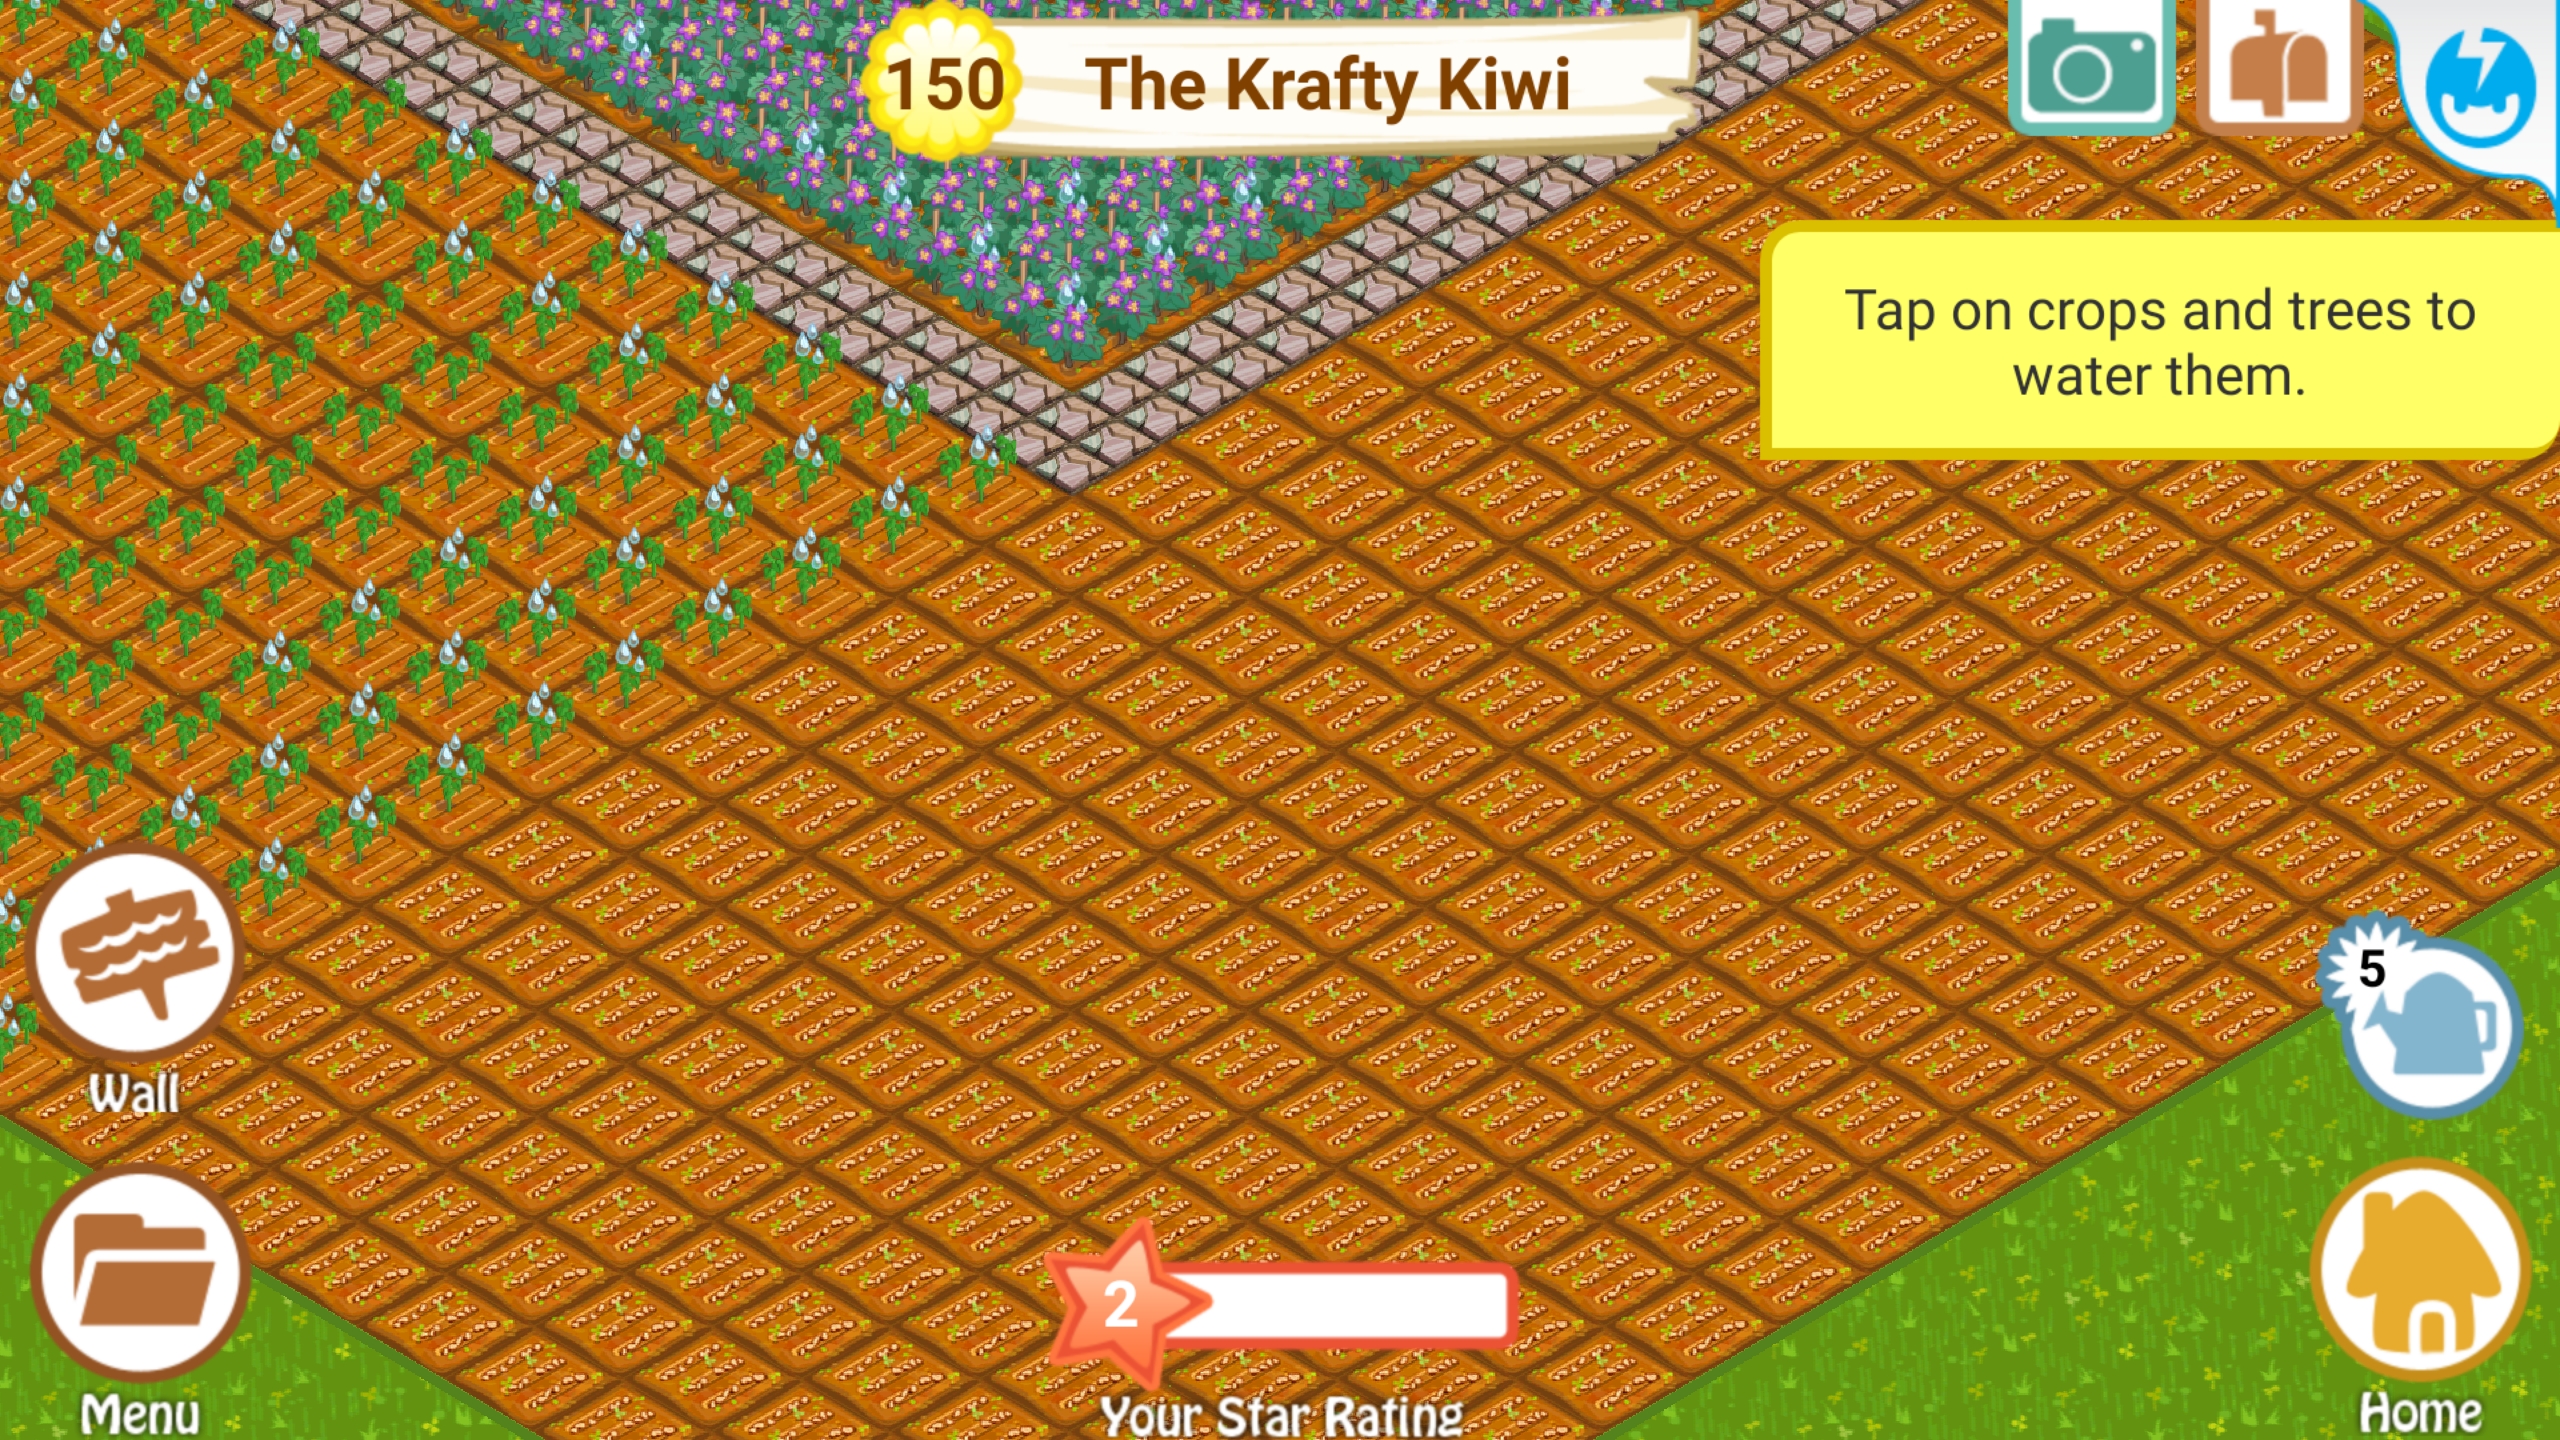 150 The Krafty Kiwi
Tap on crops and trees to
water them.
Wall
5
Menu
2
Your Star Rating
Home